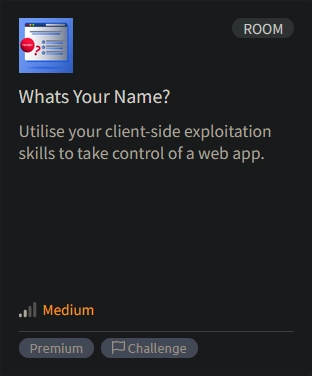 ROOM
Whats Your Name?
Utilise your client-side exploitation
skills to take control of a web app.
Medium
Premium
Challenge